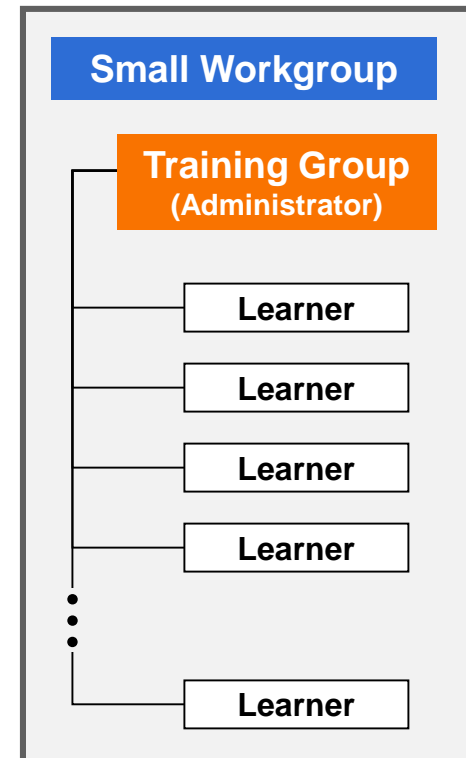 Small Workgroup
Training Group
(Administrator)
Learner
Learner
Learner
Learner
Learner